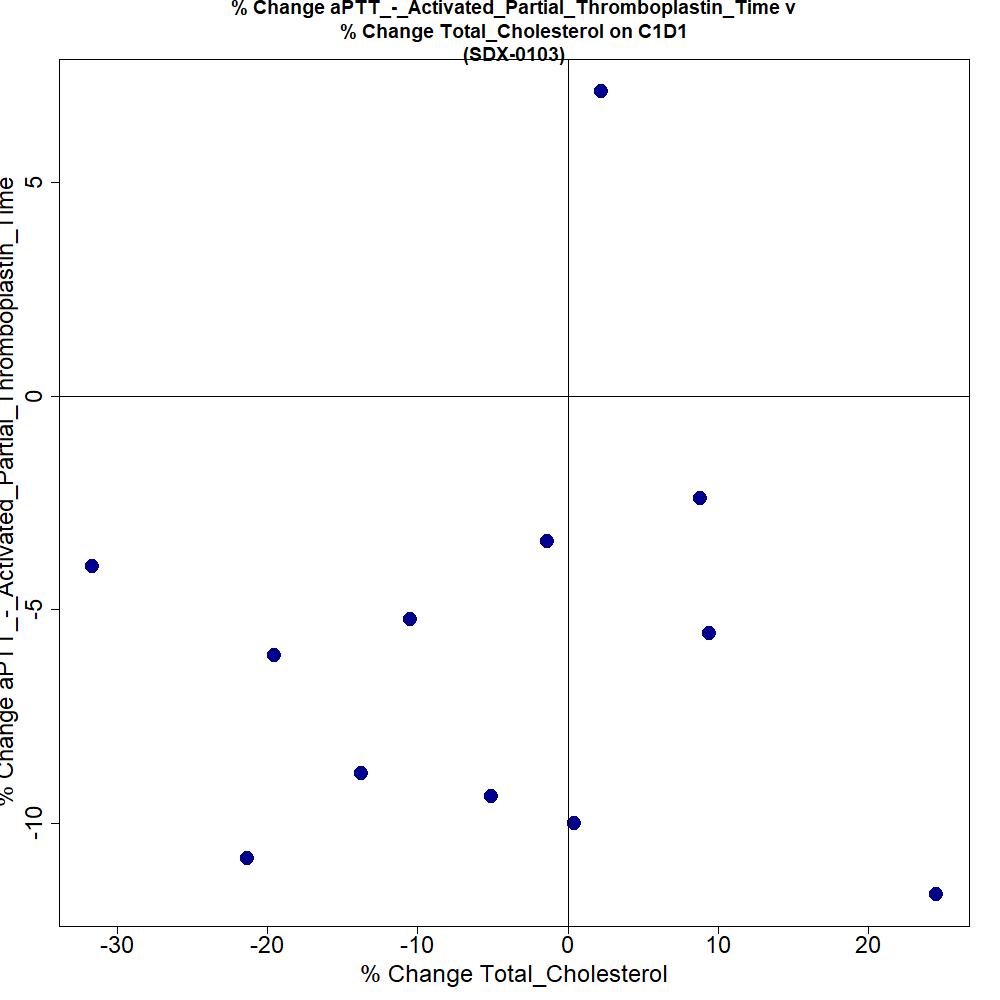 % Change aPTT_-_Activated_Partial_Thromboplastin_Time v
% Change Total_Cholesterol on C1D1
(SDX-0103)
% Change aPTT_-_Activated_Partial_Thromboplastin_Time
5
0
-5
-10
-30
-20
-10
0
10
20
% Change Total_Cholesterol